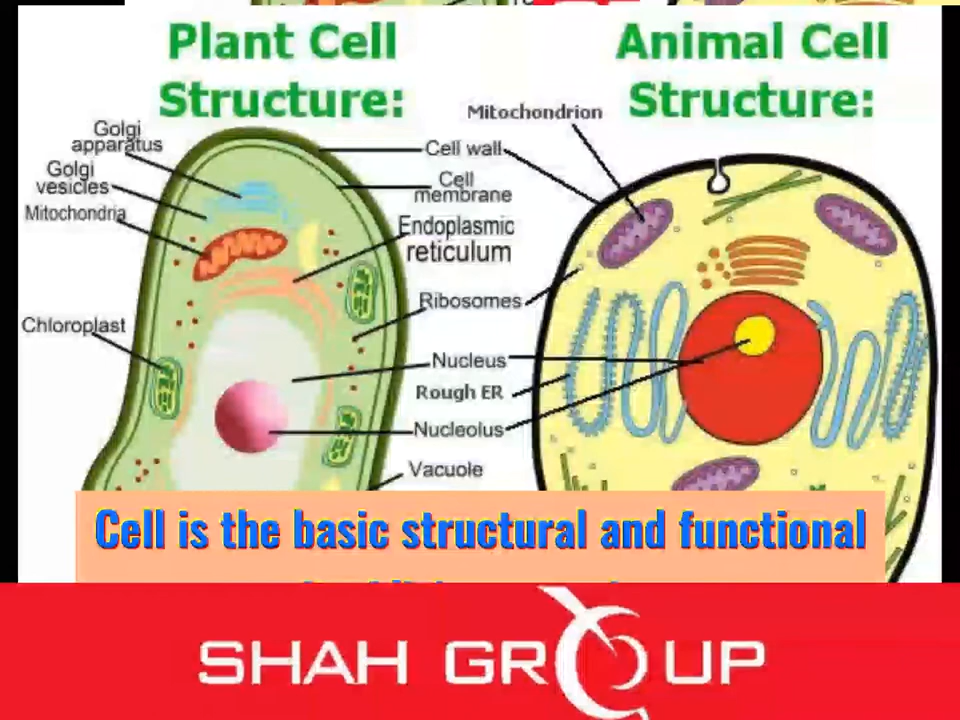 Plant Cell
Structure:
Animal Cell
Structure:
Mitochondrion
Golgi
apparatus
Golgi
vesicles
Mitochondria
Chloroplast
Cell wall
Cell
membrane
Endoplasmic
reticulum
Ribosomes
Nucleus
Rough ER
Nucleolus
Vacuole
Cell is the basic structural and functional
SHAH GROUP